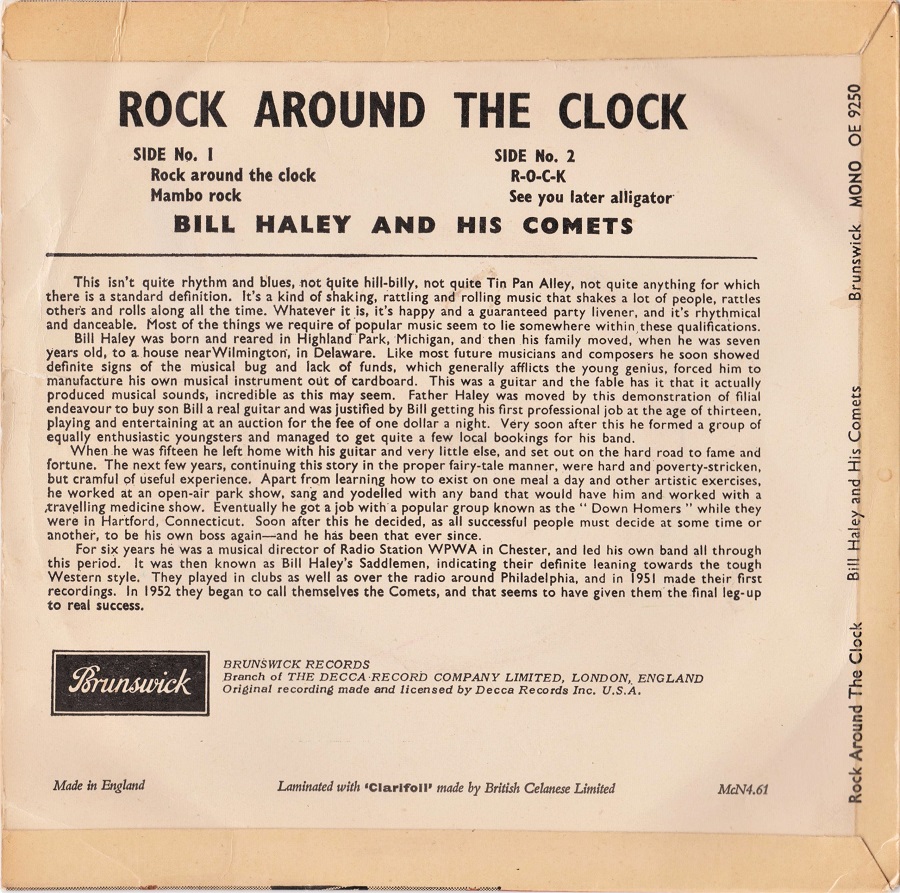 ROCK AROUND THE CLOCK
SIDE No. 1
Rock around the clock
Mambo rock
SIDE No. 2
R-O-C-K
See you later alligator
BILL HALEY AND HIS COMETS
This isn't quite rhythm and blues, not quite hill-billy, not quite Tin Pan Alley, not quite anything for which
there is a standard definition. It's a kind of shaking, rattling and rolling music that shakes a lot of people, rattles
others and rolls along all the time. Whatever it is, it's happy and a guaranteed party livener, and it's rhythmical
and danceable. Most of the things we require of popular music seem to lie somewhere within these qualifications.
Bill Haley was born and reared in Highland Park, Michigan, and then his family moved, when he was seven
years old, to a house near Wilmington, in Delaware. Like most future musicians and composers he soon showed
definite signs of the musical bug and lack of funds, which generally afflicts the young genius, forced him to
manufacture his own musical instrument out of cardboard. This was a guitar and the fable has it that it actually
produced musical sounds, incredible as this may seem. Father Haley was moved by this demonstration of filial
endeavour to buy son Bill a real guitar and was justified by Bill getting his first professional job at the age of thirteen,
playing and entertaining at an auction for the fee of one dollar a night. Very soon after this he formed a group of
equally enthusiastic youngsters and managed to get quite a few local bookings for his band.
When he was fifteen he left home with his guitar and very little else, and set out on the hard road to fame and
fortune. The next few years, continuing this story in the proper fairy-tale manner, were hard and poverty-stricken,
but cramful of useful experience. Apart from learning how to exist on one meal a day and other artistic exercises,
he worked at an open-air park show, sang and yodelled with any band that would have him and worked with a
travelling medicine show. Eventually he got a job with a popular group known as the " Down Homers " while they
were in Hartford, Connecticut. Soon after this he decided, as all successful people must decide at some time or
another, to be his own boss again—and he has been that ever since.
For six years he was a musical director of Radio Station WPWA in Chester, and led his own band all through
this period. It was then known as Bill Haley's Saddlemen, indicating their definite leaning towards the tough
Western style. They played in clubs as well as over the radio around Philadelphia, and in 1951 made their first
recordings. In 1952 they began to call themselves the Comets, and that seems to have given them the final leg-up
to real success.
Brunswick
BRUNSWICK RECORDS
Branch of THE DECCA RECORD COMPANY LIMITED, LONDON, ENGLAND
Original recording made and licensed by Decca Records Inc. U.S.A.
Made in England
Laminated with 'Clarifoil' made by British Celanese Limited
McN4.61
Rock Around The Clock Bill Haley and His Comets Brunswick MONO OE 9250